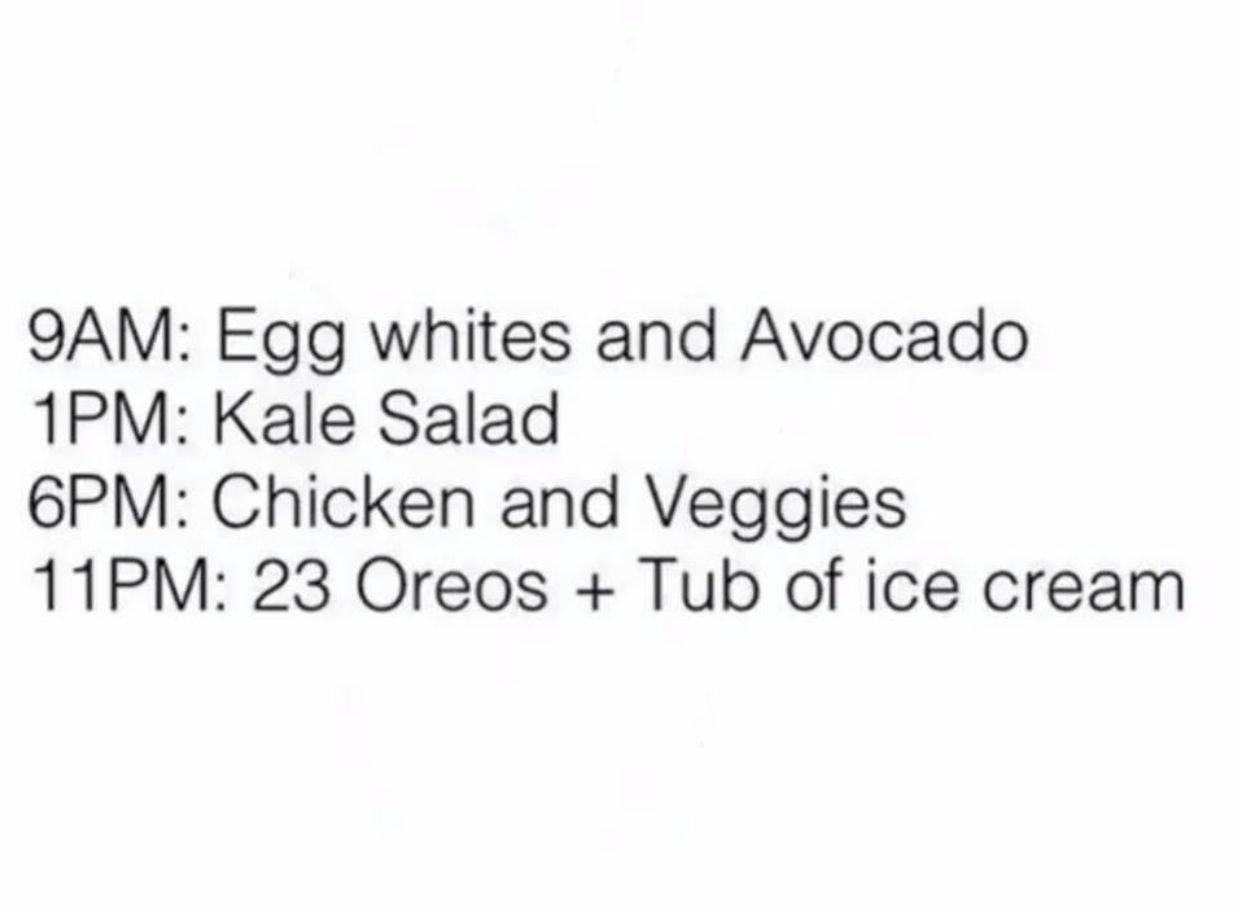 9AM: Egg whites and Avocado
1PM: Kale Salad
6PM: Chicken and Veggies
11PM: 23 Oreos + Tub of ice cream